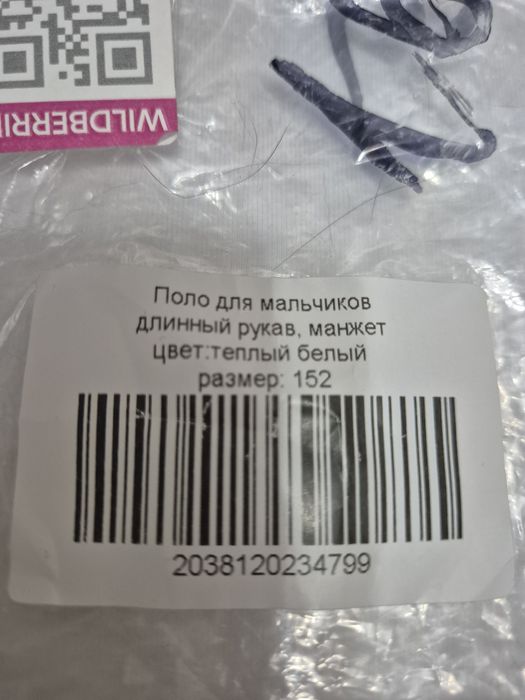 WILDBERRI
Поло для мальчиков
длинный рукав, манжет
цвет:теплый белый
размер: 152
2038120234799